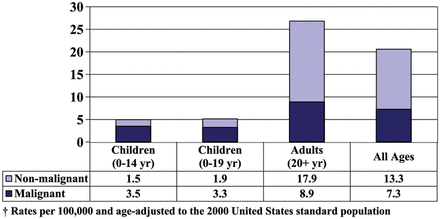 30
25
20
15
10
5
0
Children (0-14 yr)
Children (0-19 yr)
Adults (20+ yr)
All Ages
Non-malignant 1.5 1.9 17.9 13.3
Malignant 3.5 3.3 8.9 7.3
† Rates per 100,000 and age-adjusted to the 2000 United States standard population